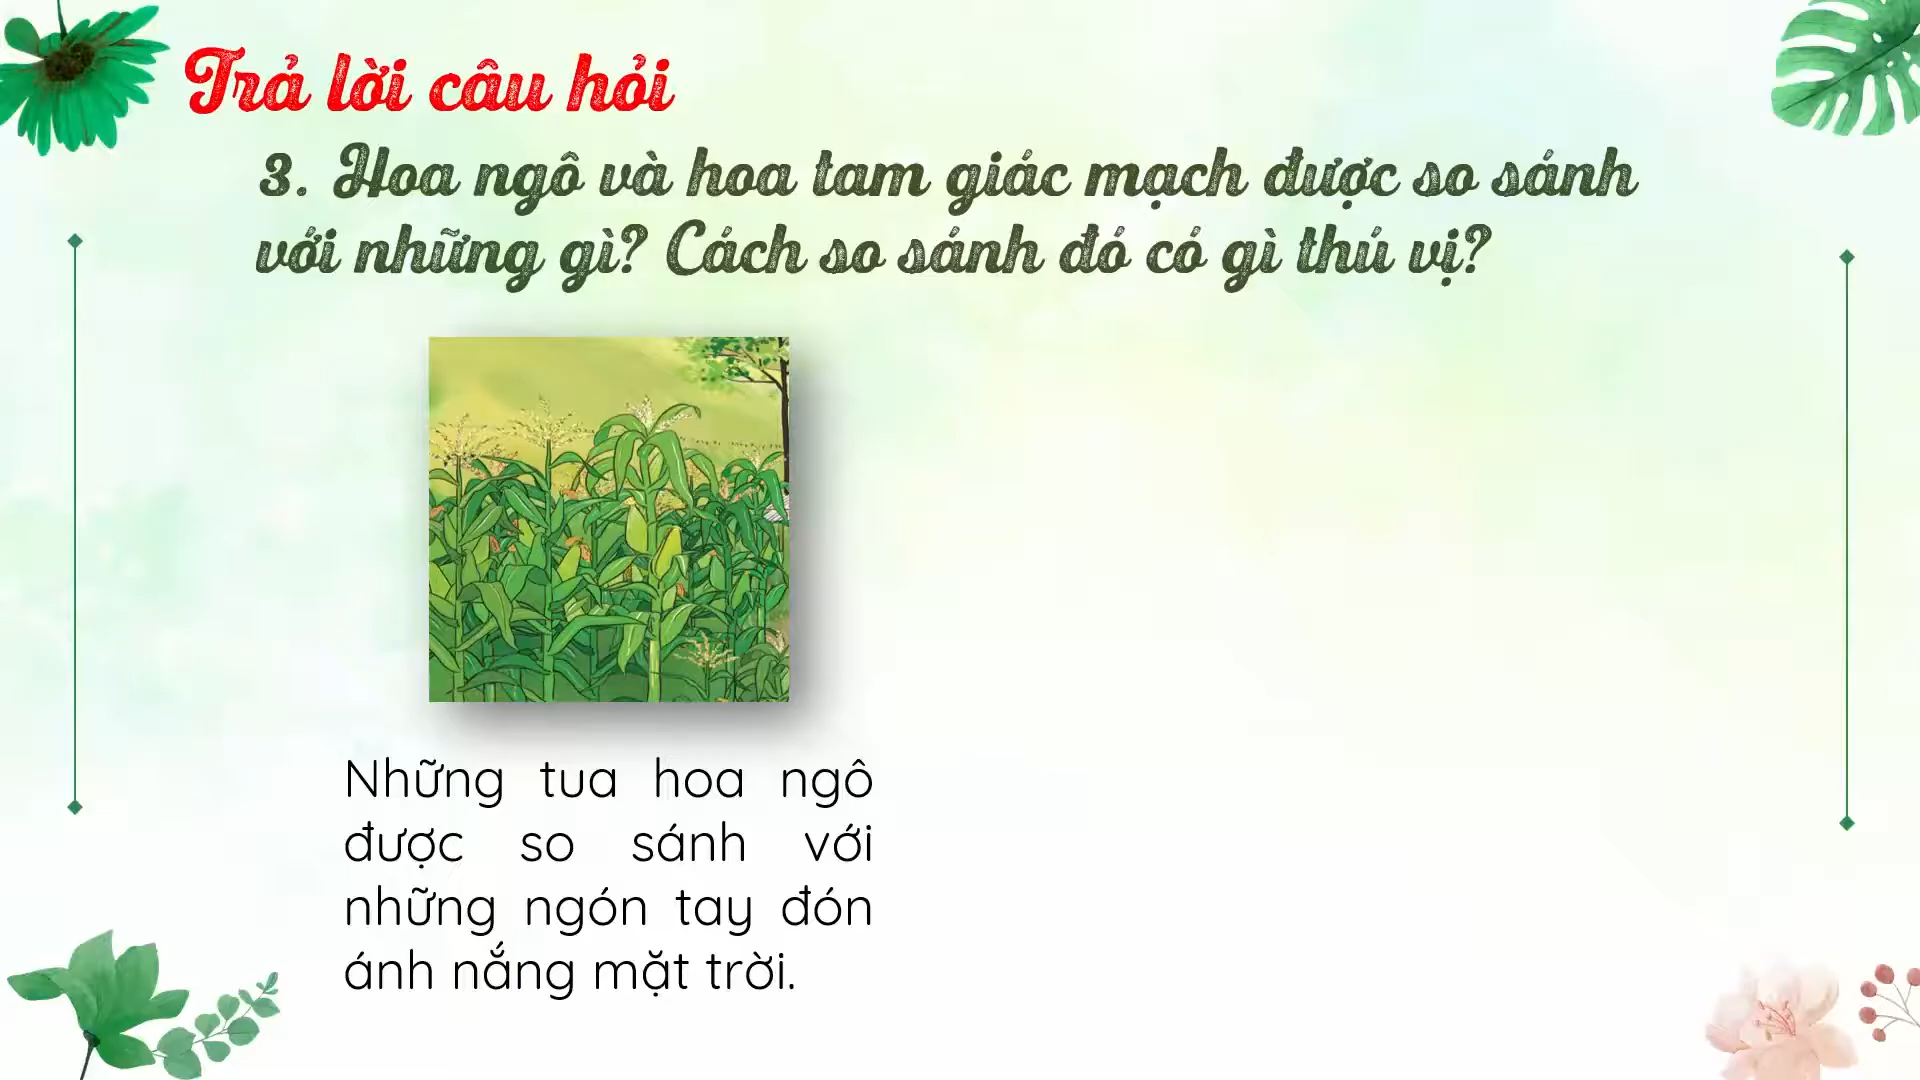 Trả lời câu hỏi
3. Hoa ngô và hoa tam giác mạch được so sánh
với những gì? Cách so sánh đó có gì thú vị?
Những tua hoa ngô
được so sánh với
những ngón tay đón
ánh nắng mặt trời.